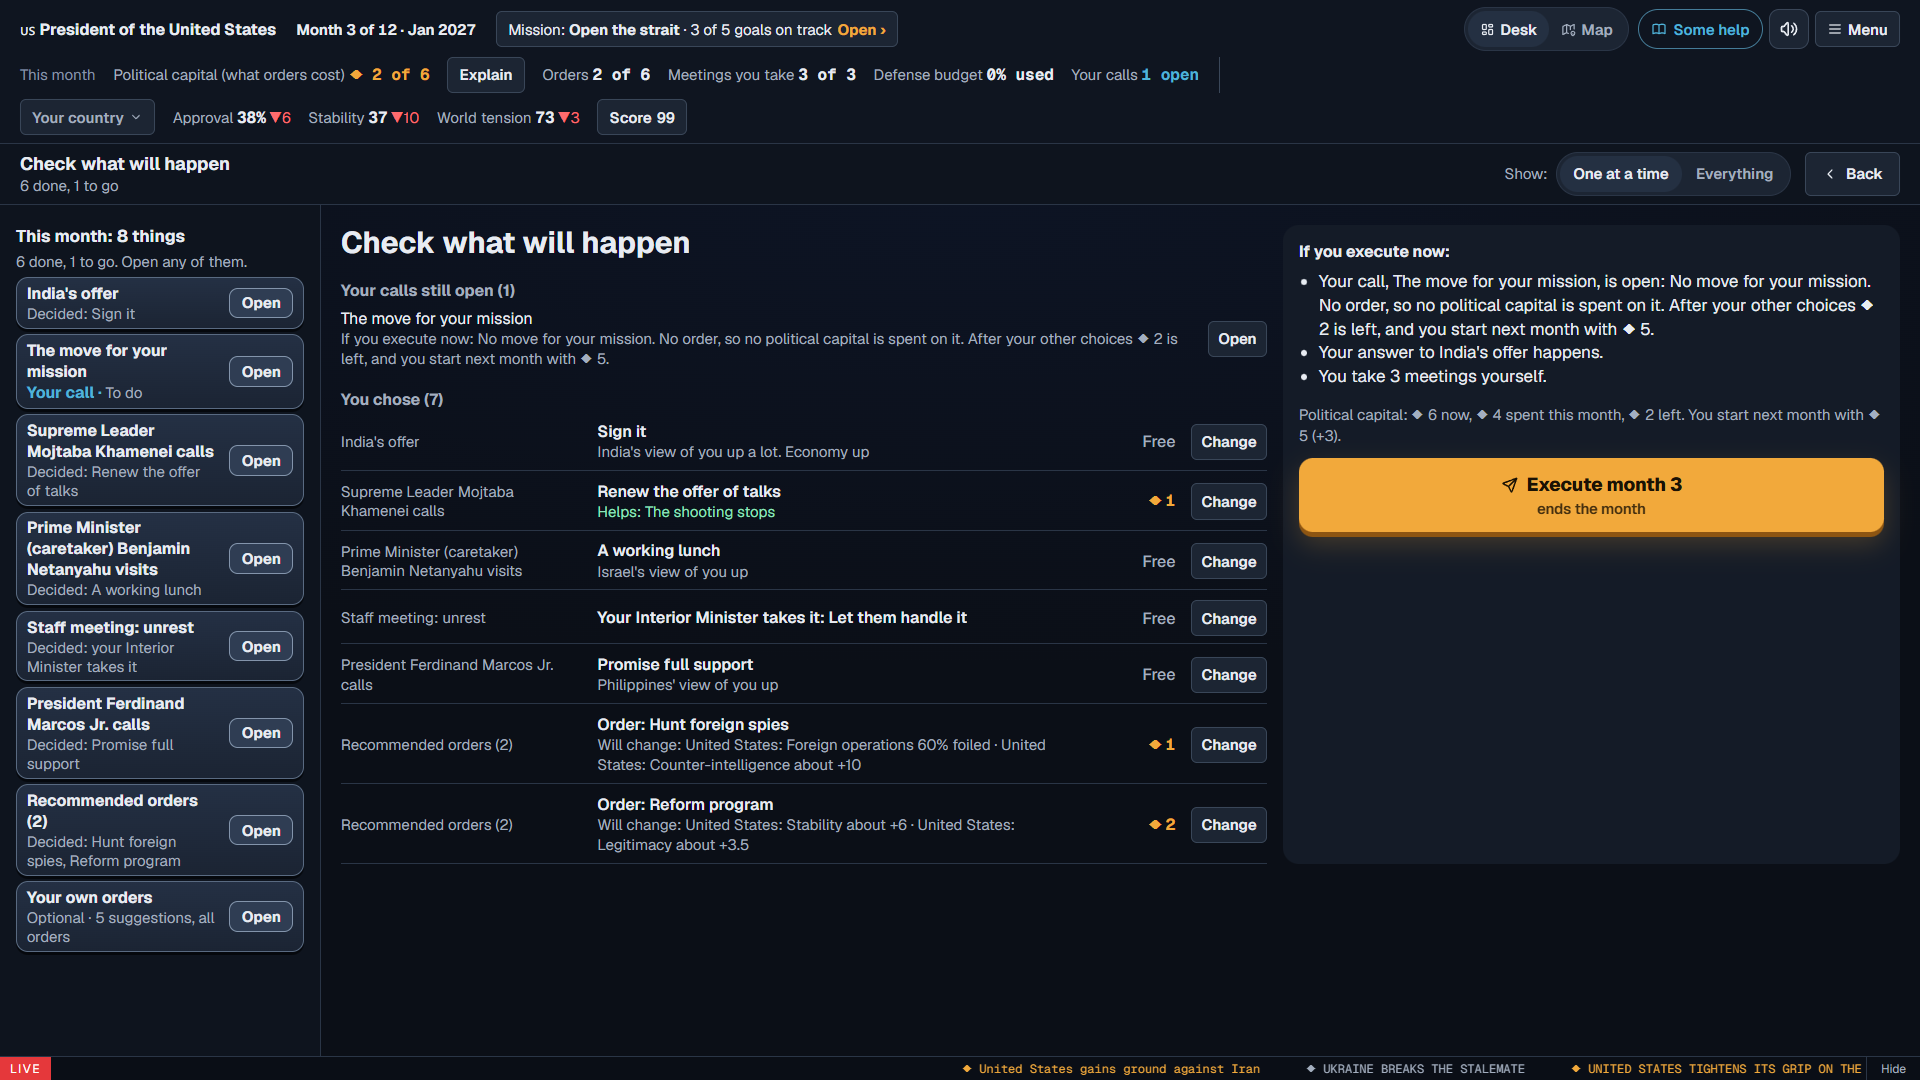 US President of the United States
Month 3 of 12 · Jan 2027
Mission: Open the strait · 3 of 5 goals on track Open ›
Desk
Map
Some help
Menu
This month
Political capital (what orders cost) ◆ 2 of 6
Explain
Orders 2 of 6
Meetings you take 3 of 3
Defense budget 0% used
Your calls 1 open
Your country
Approval 38% ▼6
Stability 37 ▼10
World tension 73 ▼3
Score 99
Check what will happen
6 done, 1 to go
Show:
One at a time
Everything
‹ Back
This month: 8 things
6 done, 1 to go. Open any of them.
India's offer
Decided: Sign it
Open
The move for your
mission
Your call · To do
Open
Supreme Leader
Mojtaba Khamenei calls
Decided: Renew the offer
of talks
Open
Prime Minister
(caretaker) Benjamin
Netanyahu visits
Decided: A working lunch
Open
Staff meeting: unrest
Decided: your Interior
Minister takes it
Open
President Ferdinand
Marcos Jr. calls
Decided: Promise full
support
Open
Recommended orders
(2)
Decided: Hunt foreign
spies, Reform program
Open
Your own orders
Optional · 5 suggestions, all
orders
Open
Check what will happen
Your calls still open (1)
The move for your mission
If you execute now: No move for your mission. No order, so no political capital is spent on it. After your other choices ◆ 2 is
left, and you start next month with ◆ 5.
Open
You chose (7)
India's offer
Sign it
India's view of you up a lot. Economy up
Free
Change
Supreme Leader Mojtaba
Khamenei calls
Renew the offer of talks
Helps: The shooting stops
◆ 1
Change
Prime Minister (caretaker)
Benjamin Netanyahu visits
A working lunch
Israel's view of you up
Free
Change
Staff meeting: unrest
Your Interior Minister takes it: Let them handle it
Free
Change
President Ferdinand Marcos Jr.
calls
Promise full support
Philippines' view of you up
Free
Change
Recommended orders (2)
Order: Hunt foreign spies
Will change: United States: Foreign operations 60% foiled · United
States: Counter-intelligence about +10
◆ 1
Change
Recommended orders (2)
Order: Reform program
Will change: United States: Stability about +6 · United States:
Legitimacy about +3.5
◆ 2
Change
If you execute now:
• Your call, The move for your mission, is open: No move for your mission.
No order, so no political capital is spent on it. After your other choices ◆
2 is left, and you start next month with ◆ 5.
• Your answer to India's offer happens.
• You take 3 meetings yourself.
Political capital: ◆ 6 now, ◆ 4 spent this month, ◆ 2 left. You start next month with ◆
5 (+3).
Execute month 3
ends the month
LIVE
◆ United States gains ground against Iran
◆ UKRAINE BREAKS THE STALEMATE
◆ UNITED STATES TIGHTENS ITS GRIP ON THE
Hide